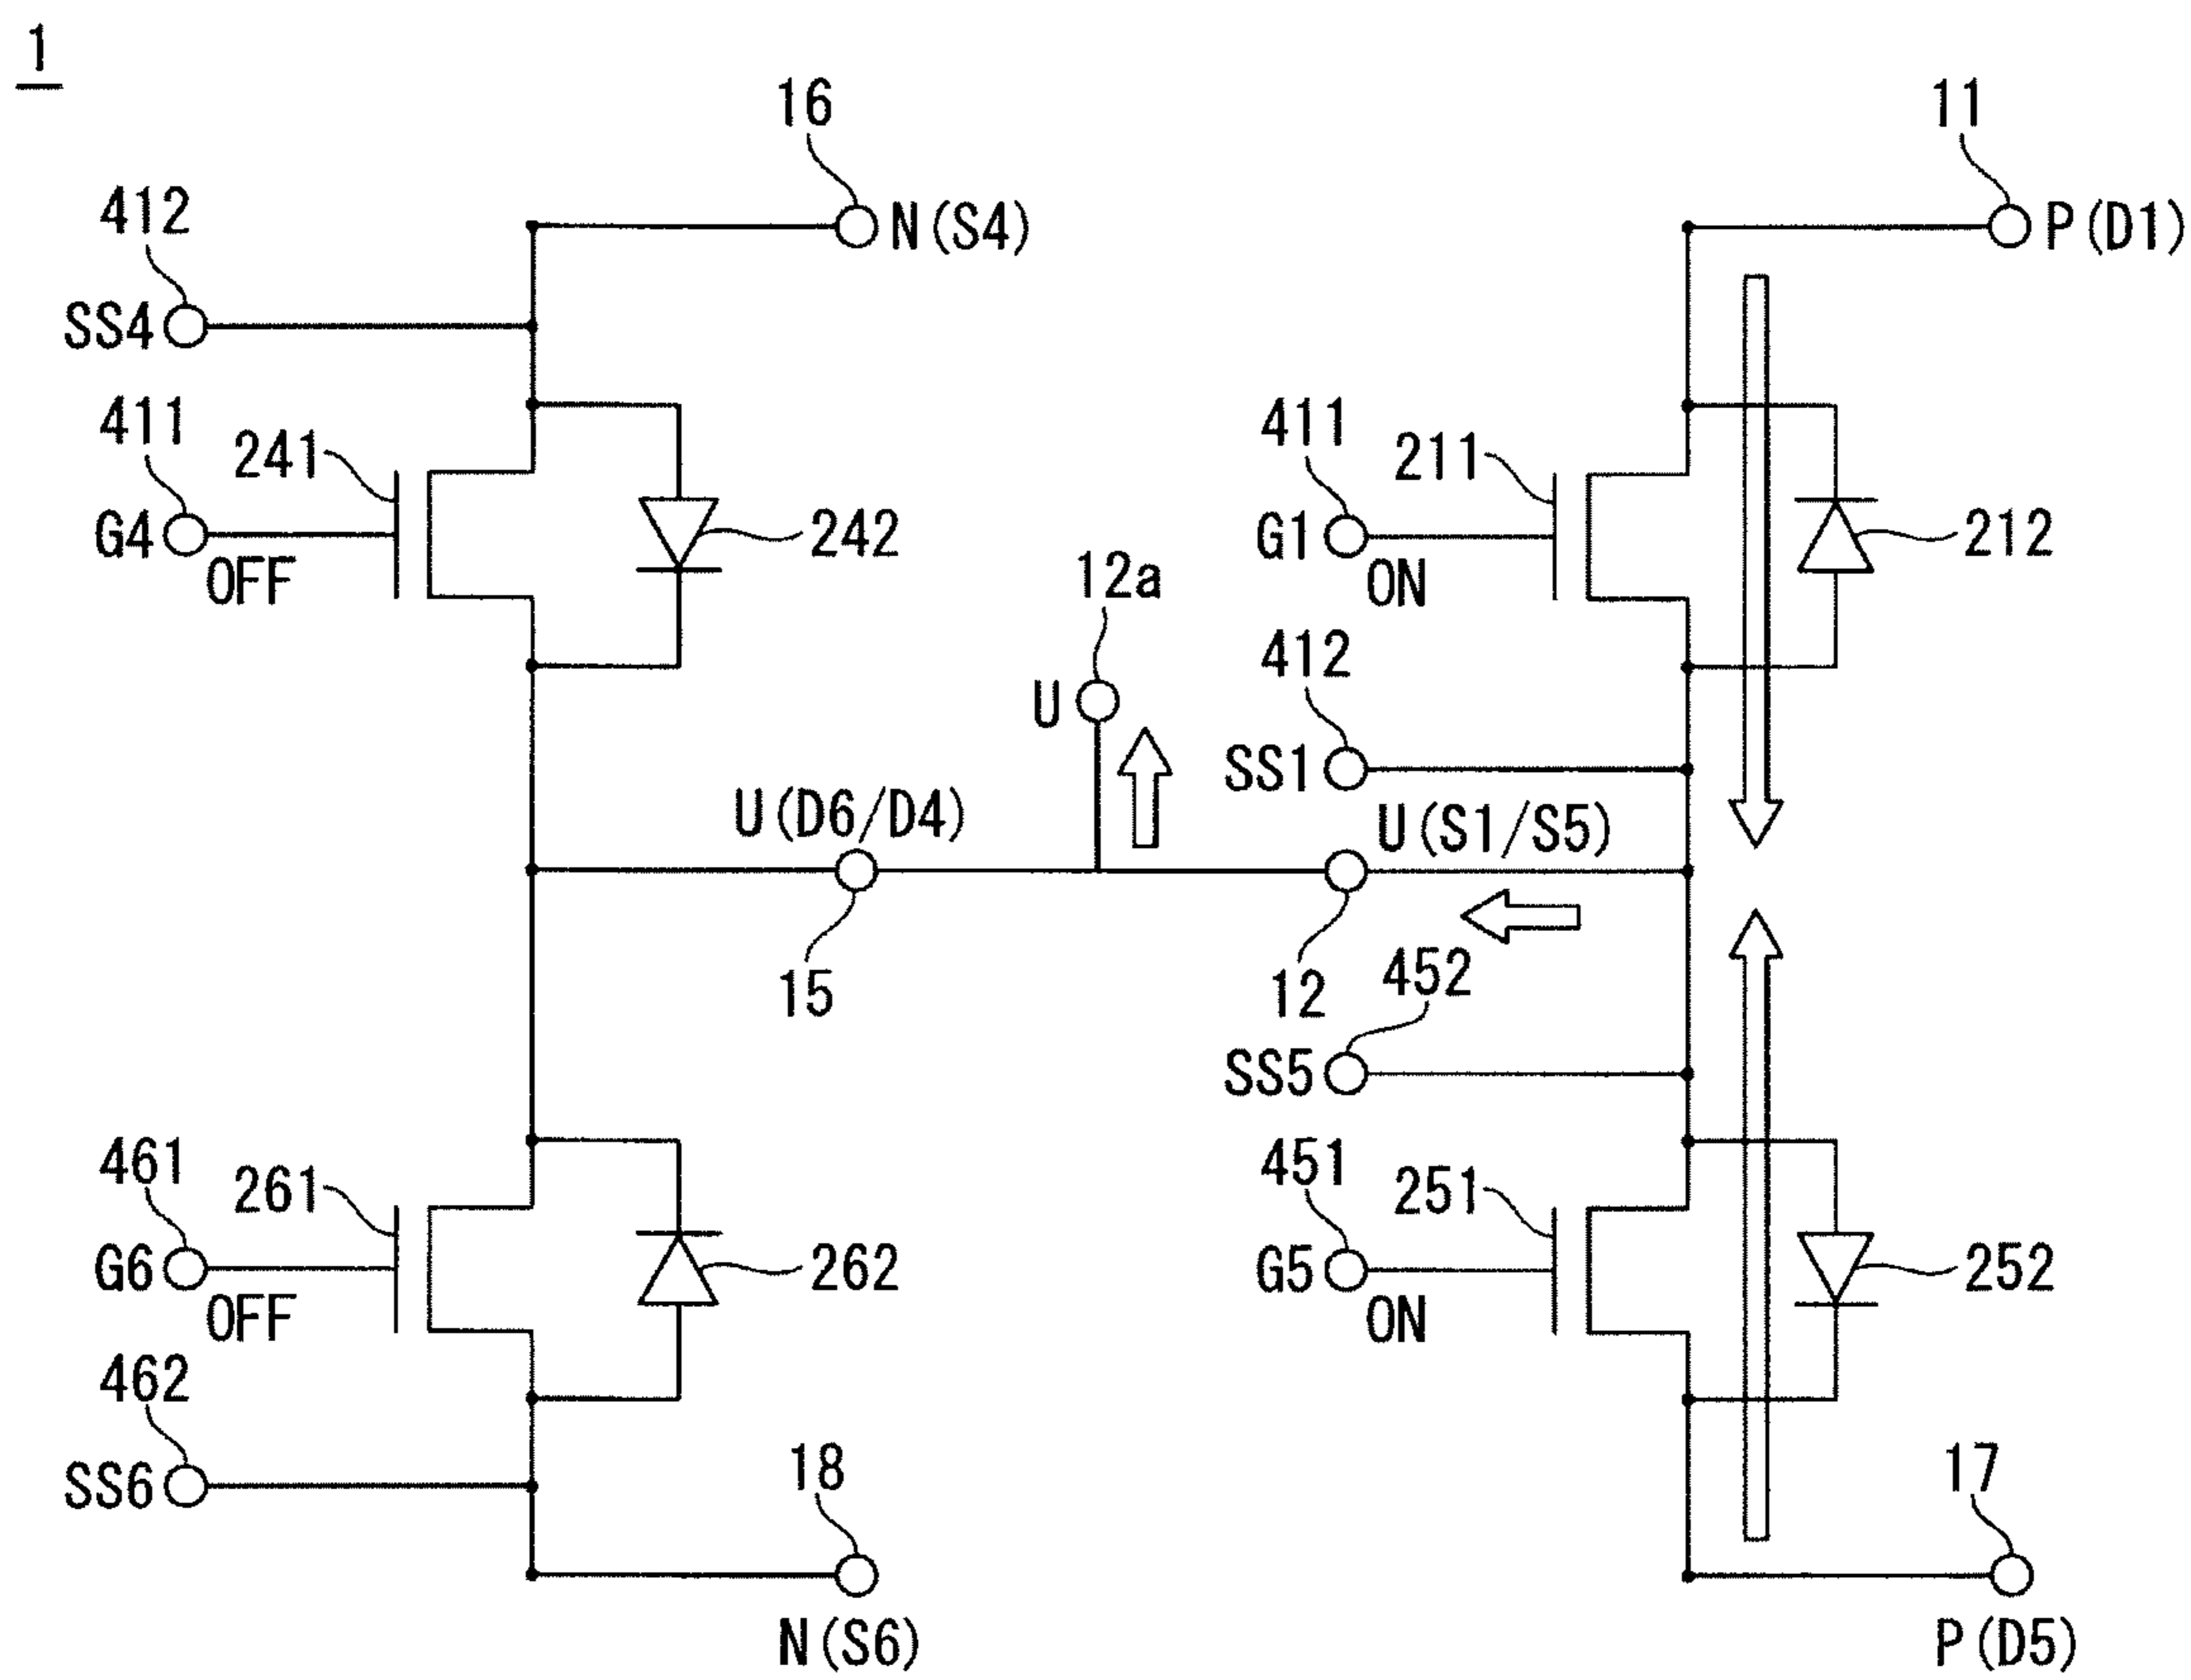 1
16
11
412
N(S4)
P(D1)
SS4
411
241
411
211
G4
242
G1
212
OFF
12a
ON
412
U
SS1
U(D6/D4)
U(S1/S5)
15
12
452
SS5
461
261
451
251
G6
262
G5
252
OFF
ON
462
18
17
SS6
N(S6)
P(D5)